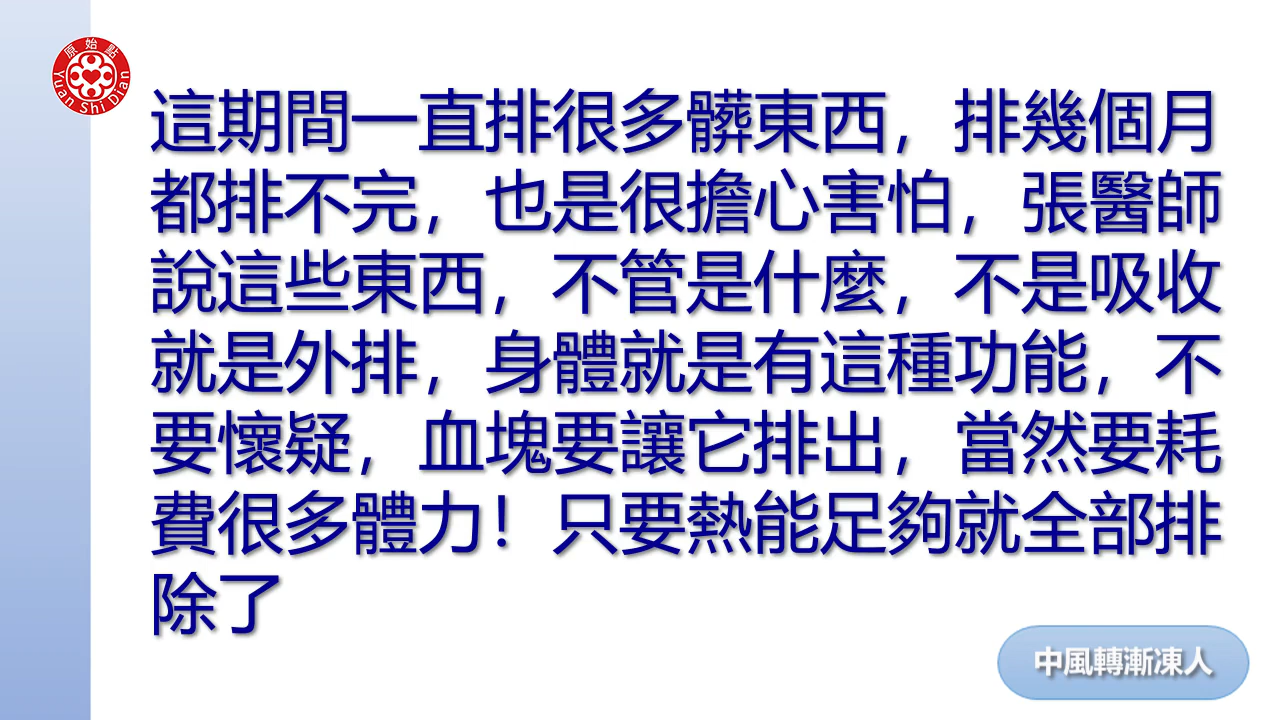 原始點
Yuan Shi Dian
這期間一直排很多髒東西，排幾個月
都排不完，也是很擔心害怕，張醫師
說這些東西，不管是什麼，不是吸收
就是外排，身體就是有這種功能，不
要懷疑，血塊要讓它排出，當然要耗
費很多體力！只要熱能足夠就全部排
除了
中風轉漸凍人